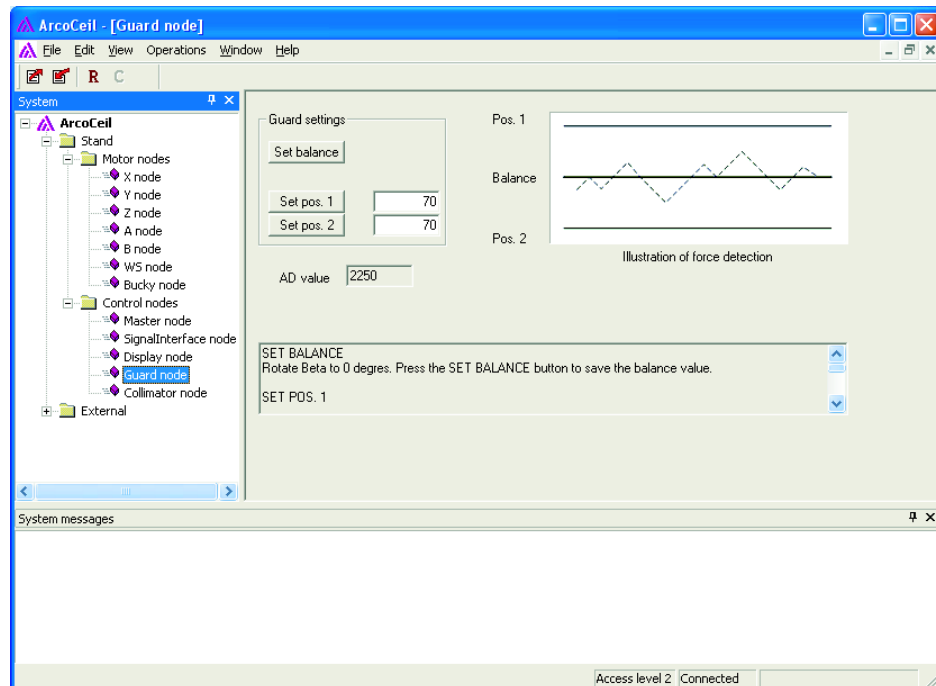 ArcoCeil - [Guard node]
File Edit View Operations Window Help
R C
System
ArcoCeil
Stand
Motor nodes
X node
Y node
Z node
A node
B node
WS node
Bucky node
Control nodes
Master node
SignalInterface node
Display node
Guard node
Collimator node
External
Guard settings
Set balance
Set pos. 1 70
Set pos. 2 70
AD value 2250
Pos. 1
Balance
Pos. 2
Illustration of force detection
SET BALANCE
Rotate Beta to 0 degres. Press the SET BALANCE button to save the balance value.
SET POS. 1
System messages
Access level 2 Connected